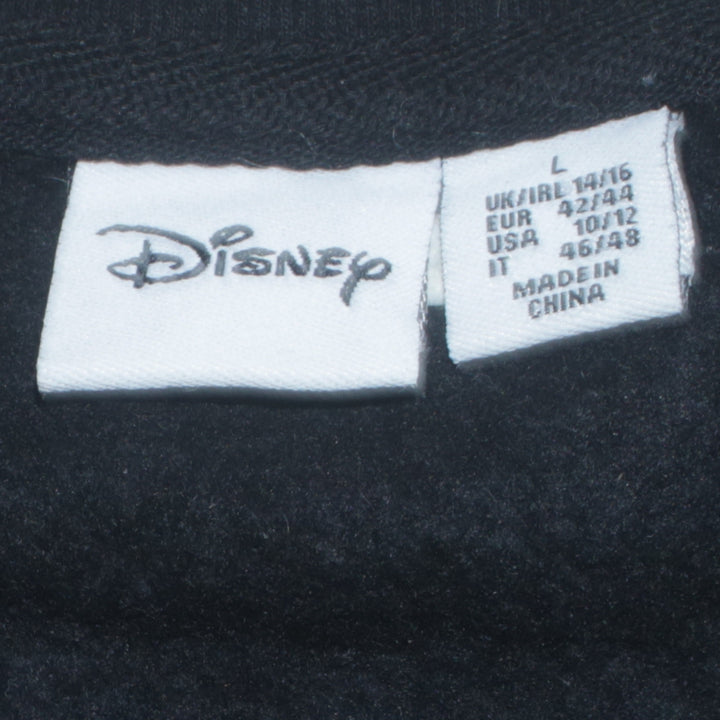 Disney
L
UK/IRL 14/16
EUR 42/44
USA 10/12
IT 46/48
MADE IN
CHINA